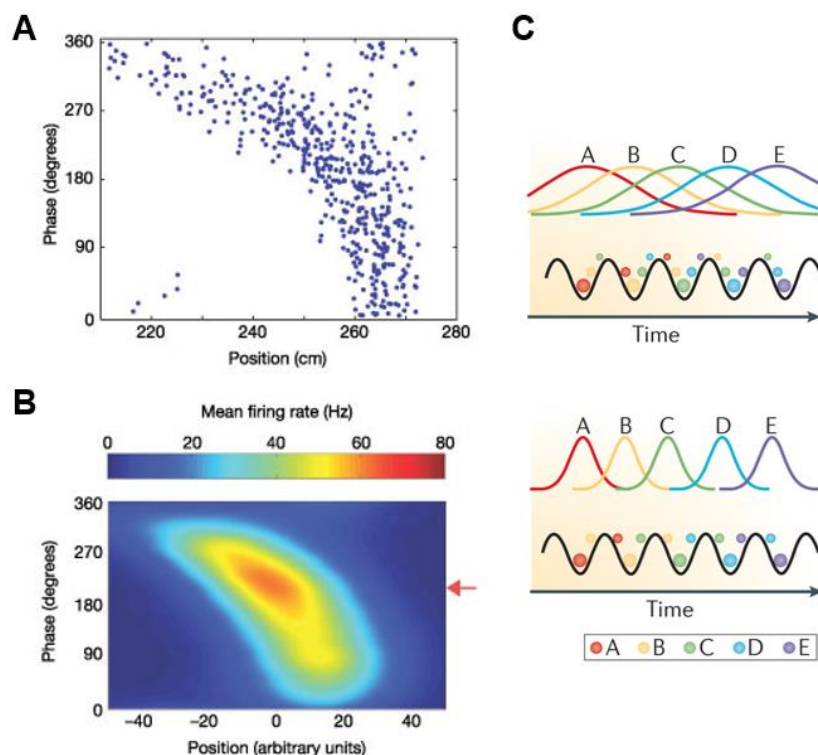 A
360
270
180
90
0
Phase (degrees)
220 240 260 280
Position (cm)
B
Mean firing rate (Hz)
0 20 40 60 80
360
270
180
90
0
Phase (degrees)
−40 −20 0 20 40
Position (arbitrary units)
C
A B C D E
Time
A B C D E
Time
A B C D E